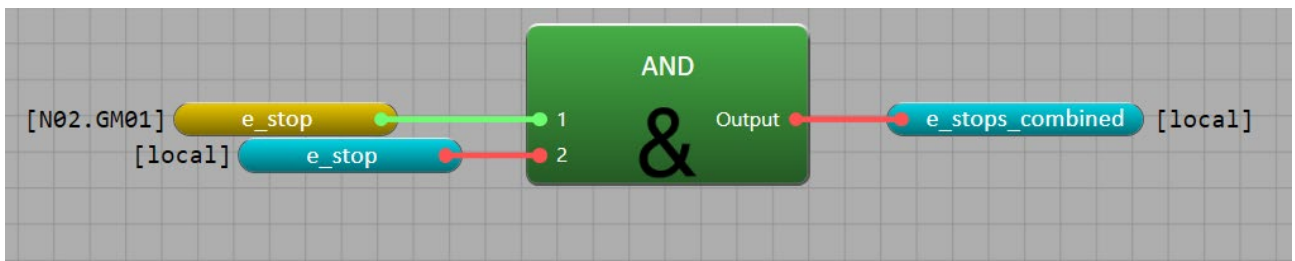 AND
[N02.GM01] e_stop 1 & Output e_stops_combined [local]
[local] e_stop 2